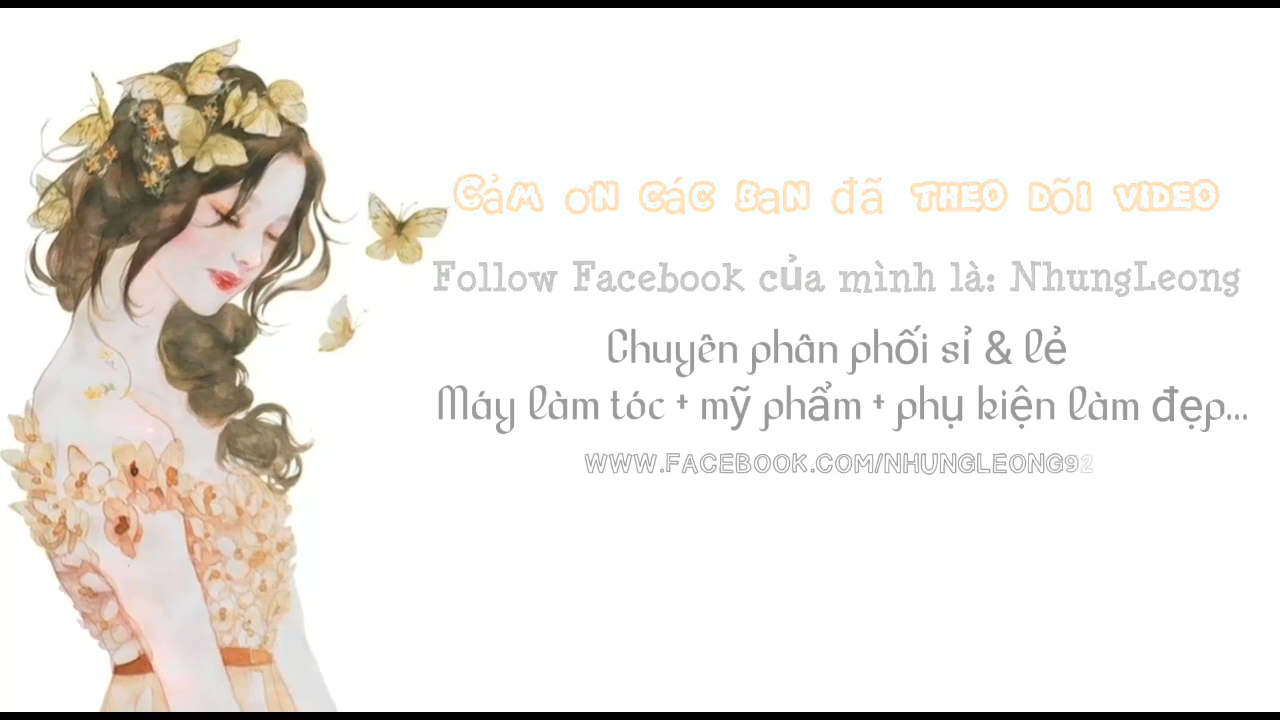 Cảm ơn các bạn đã theo dõi video
Follow Facebook của mình là: NhungLeong
Chuyên phân phối sỉ & lẻ
Máy làm tóc + mỹ phẩm + phụ kiện làm đẹp...
WWW.FACEBOOK.COM/NHUNGLEONG92